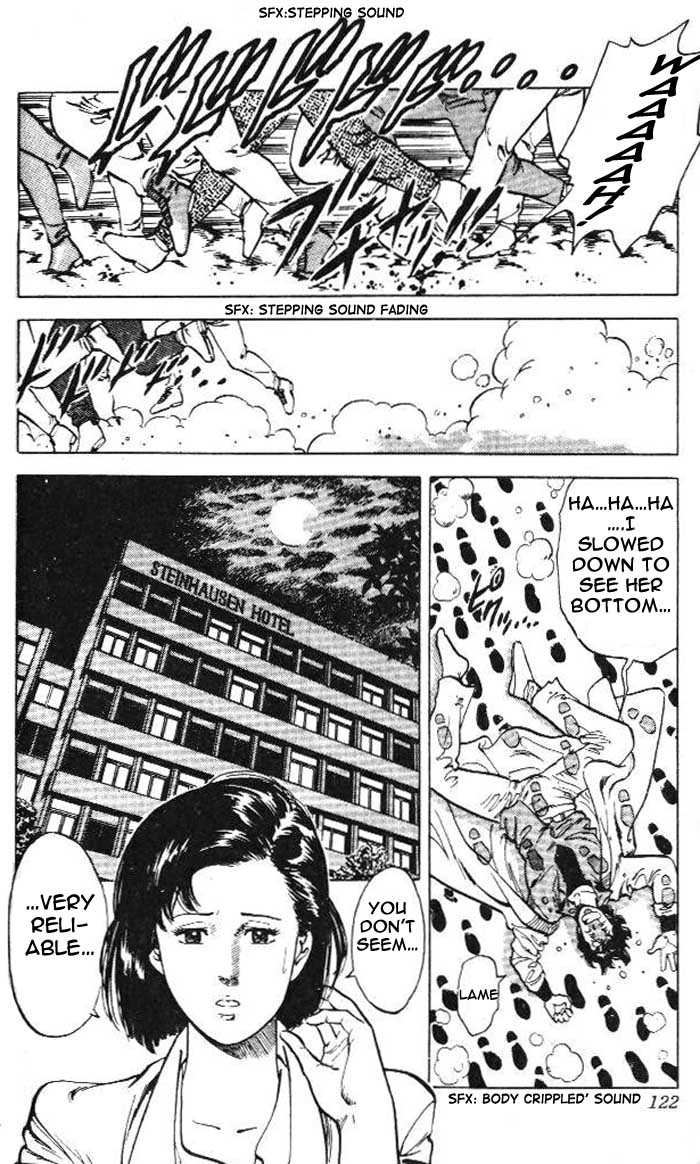 SFX:STEPPING SOUND
WAAAAAH!
SFX: STEPPING SOUND FADING
HA...HA...HA
....I
SLOWED
DOWN TO
SEE HER
BOTTOM...
LAME
SFX: BODY CRIPPLED' SOUND
STEINHAUSEN HOTEL
YOU
DON'T
SEEM...
...VERY
RELI-
ABLE...
122